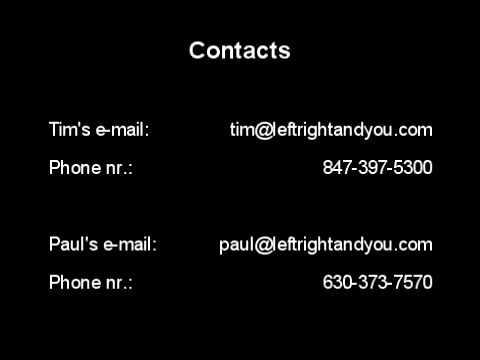 Contacts
Tim's e-mail: tim@leftrightandyou.com
Phone nr.: 847-397-5300
Paul's e-mail: paul@leftrightandyou.com
Phone nr.: 630-373-7570